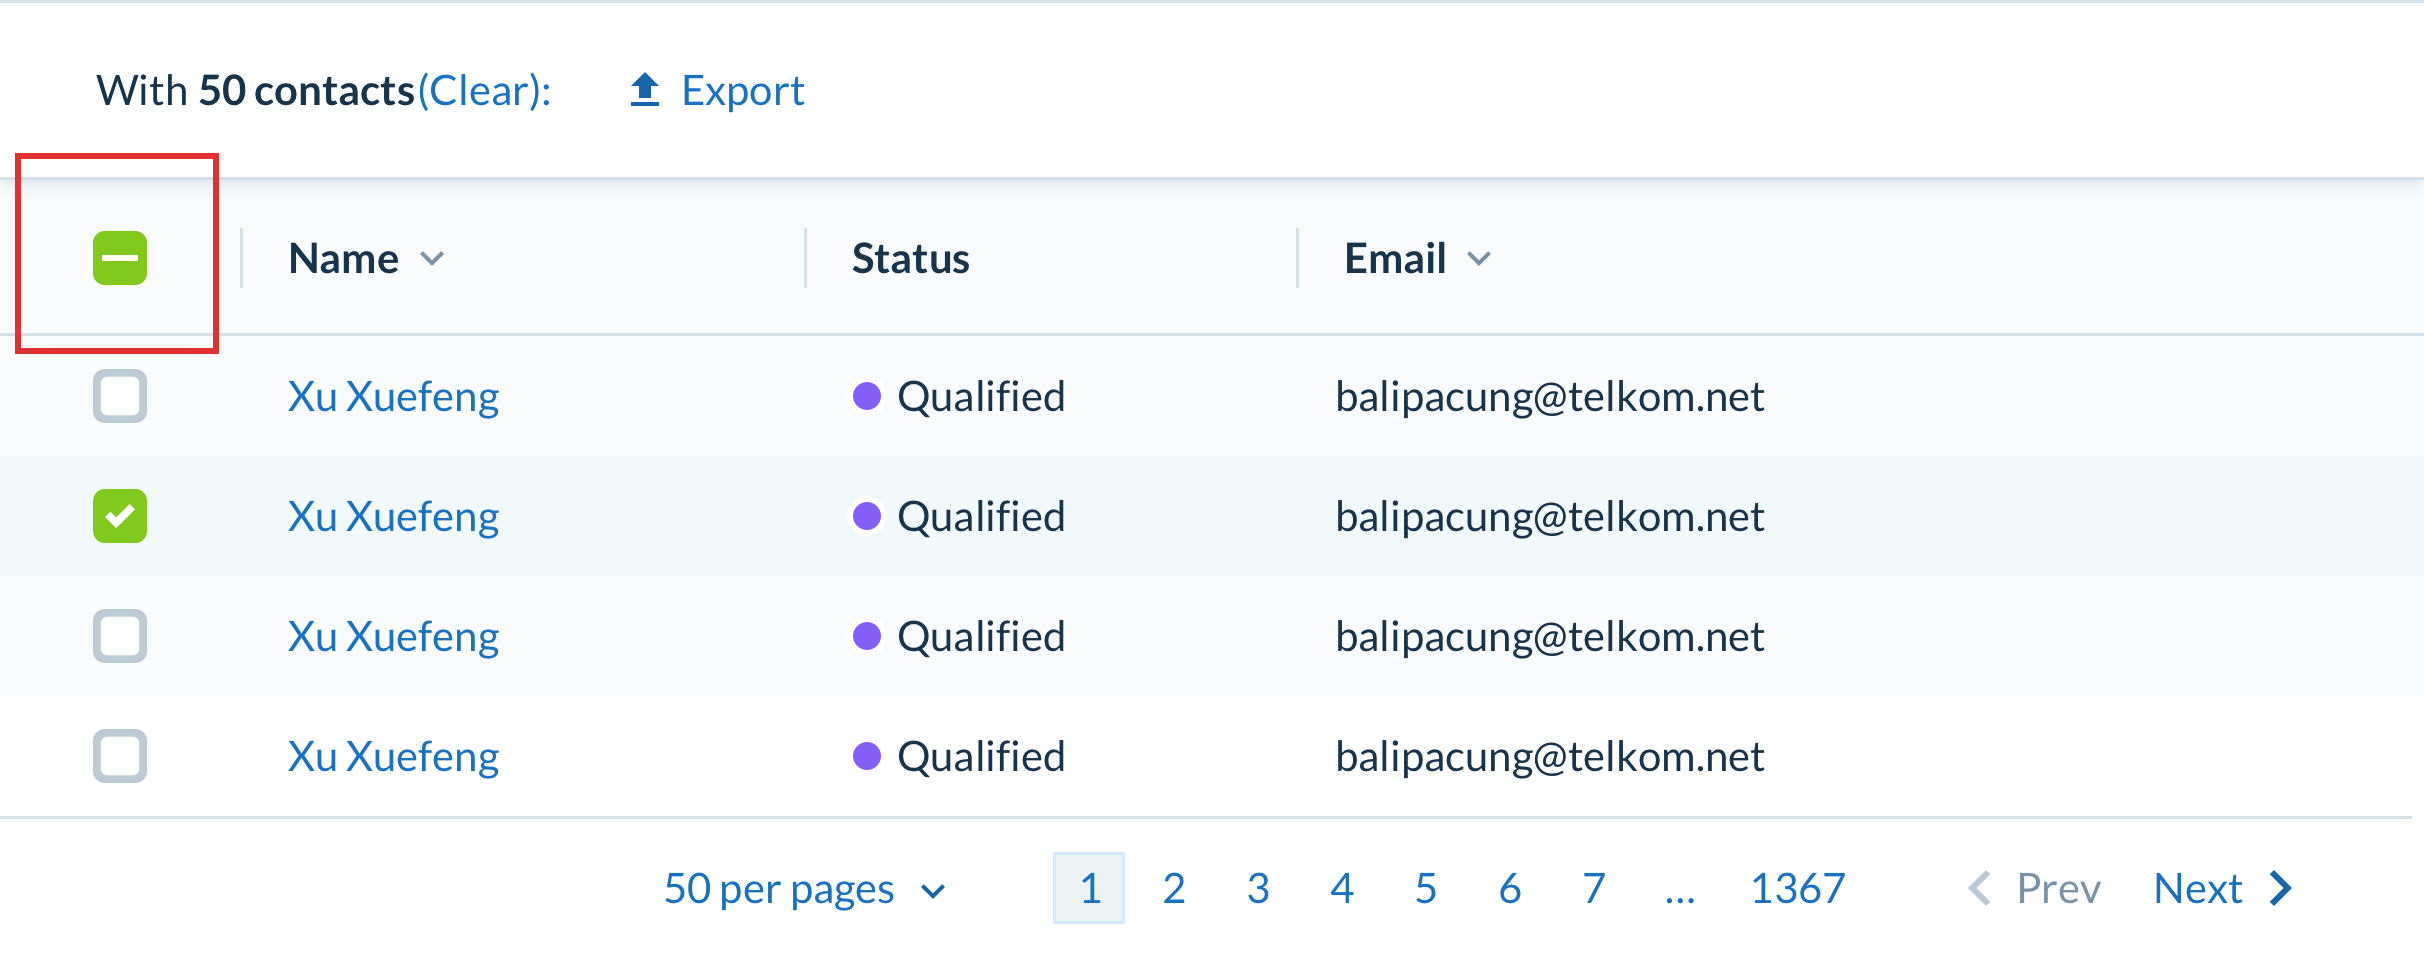 With 50 contacts(Clear): Export
Name Status Email
Xu Xuefeng Qualified balipacung@telkom.net
Xu Xuefeng Qualified balipacung@telkom.net
Xu Xuefeng Qualified balipacung@telkom.net
Xu Xuefeng Qualified balipacung@telkom.net
50 per pages 1 2 3 4 5 6 7 ... 1367 Prev Next